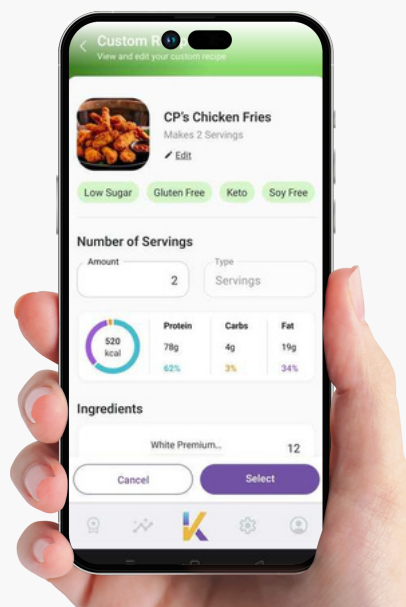 Custom R
View and edit your custom recipe
CP's Chicken Fries
Makes 2 Servings
Edit
Low Sugar
Gluten Free
Keto
Soy Free
Number of Servings
Amount
2
Type
Servings
520
kcal
Protein
Carbs
Fat
78g
4g
19g
62%
3%
34%
Ingredients
White Premium...
12
Cancel
Select